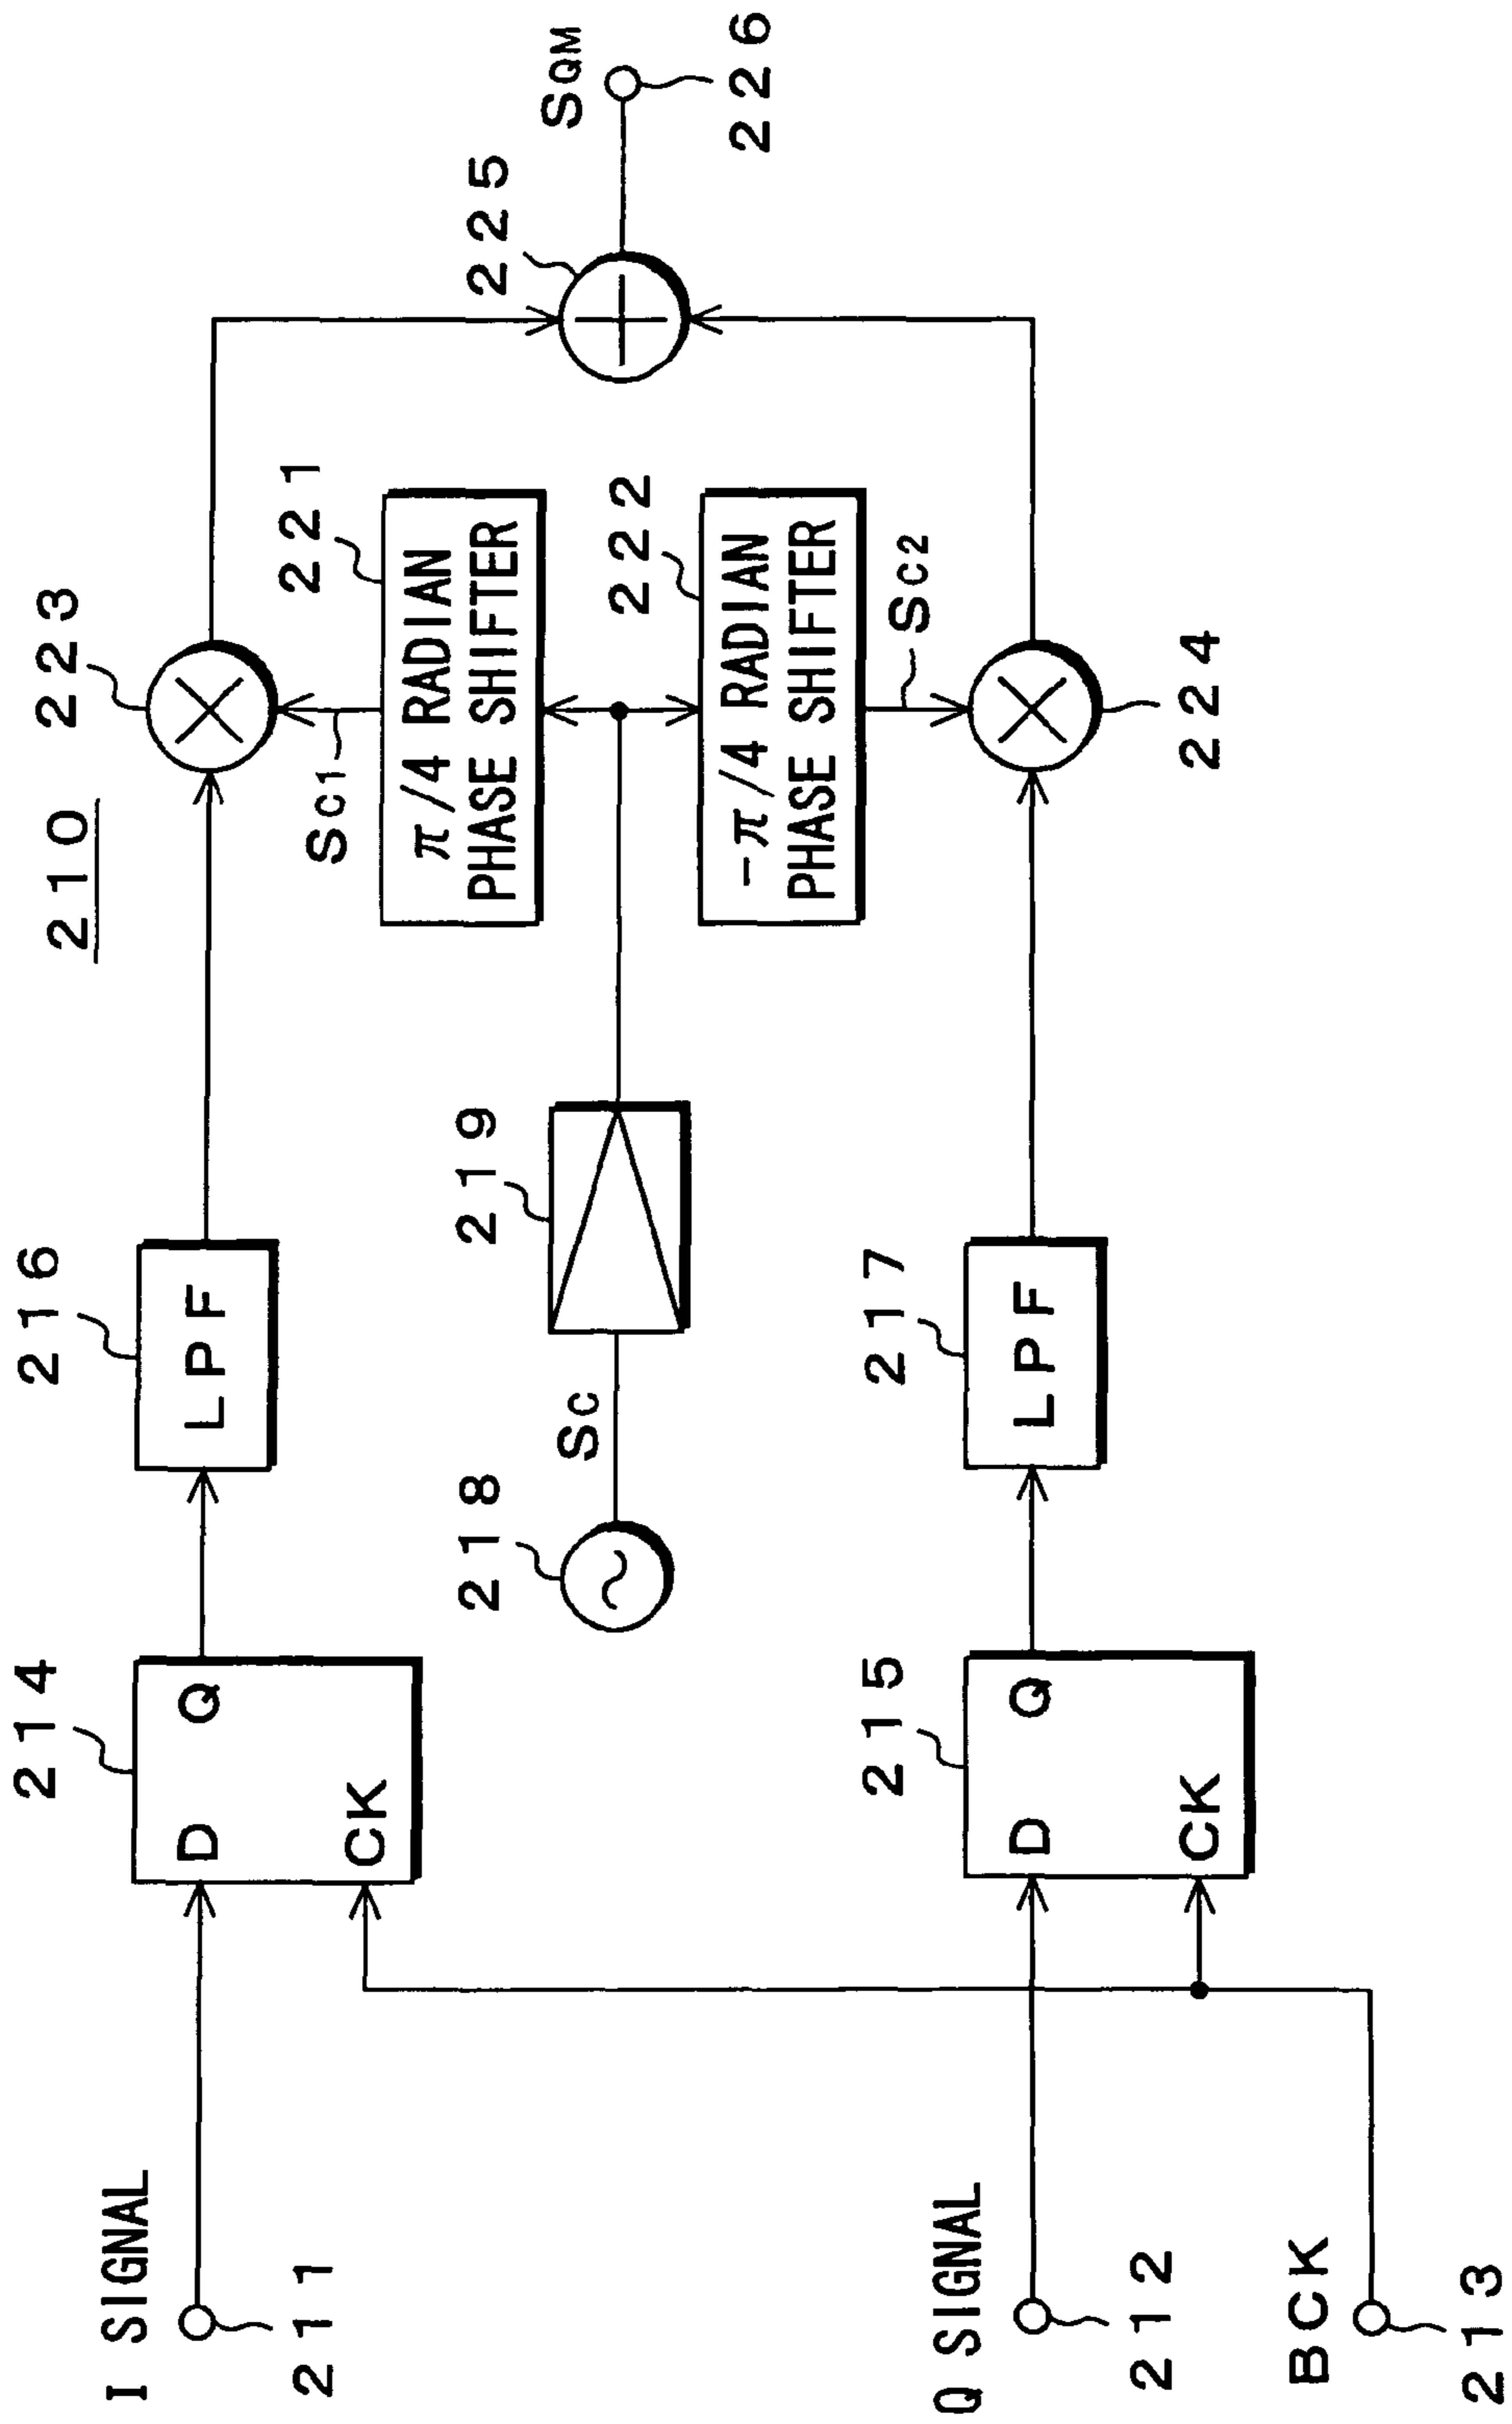 210
I SIGNAL
211
D
Q
CK
214
LPF
216
223
Sc1
π/4 RADIAN
PHASE SHIFTER
221
218
Sc
219
-π/4 RADIAN
PHASE SHIFTER
222
Sc2
225
SQM
226
Q SIGNAL
212
D
Q
CK
215
LPF
217
224
BCK
213